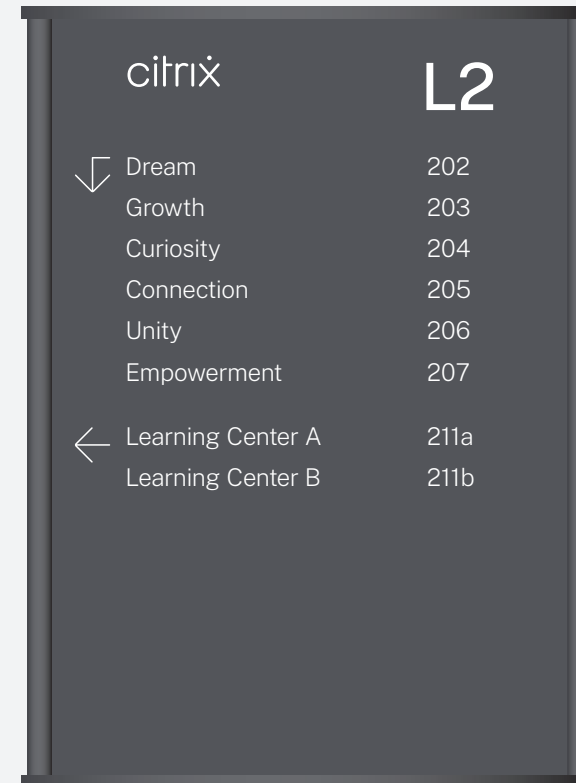 citrix L2
Dream 202
Growth 203
Curiosity 204
Connection 205
Unity 206
Empowerment 207
Learning Center A 211a
Learning Center B 211b